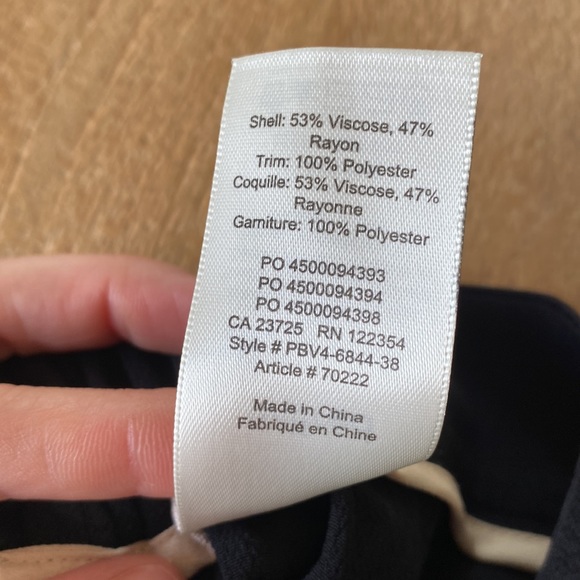 Shell: 53% Viscose, 47%
Rayon
Trim: 100% Polyester
Coquille: 53% Viscose, 47%
Rayonne
Garniture: 100% Polyester
PO 4500094393
PO 4500094394
PO 4500094398
CA 23725 RN 122354
Style # PBV4-6844-38
Article # 70222
Made in China
Fabriqué en Chine